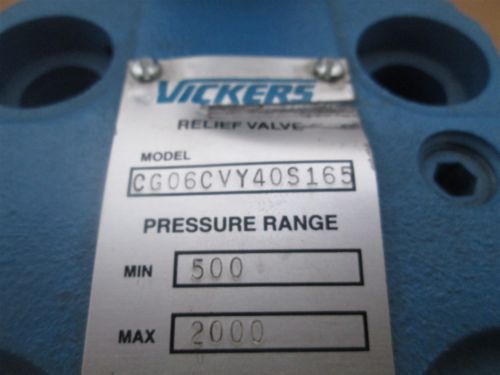 VICKERS
RELIEF VALVE
MODEL
CG06CVY40S165
PRESSURE RANGE
MIN 500
MAX 2000